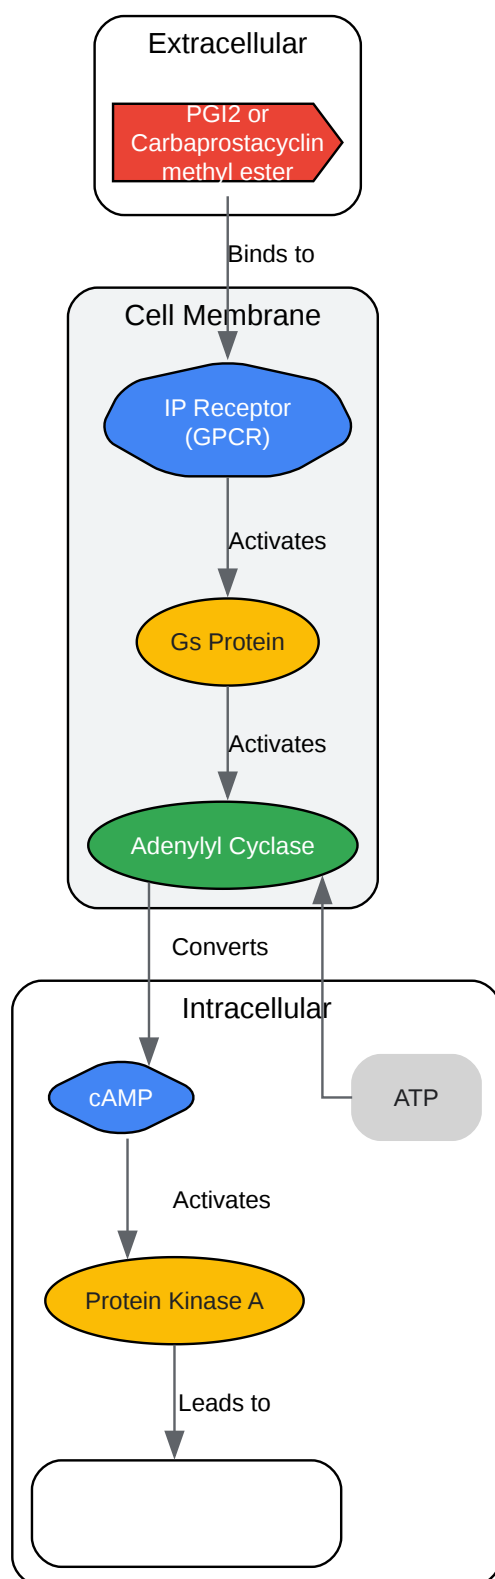 Extracellular
PGI2 or
Carbaprostacyclin
methyl ester
Binds to
Cell Membrane
IP Receptor
(GPCR)
Activates
Gs Protein
Activates
Adenylyl Cyclase
Converts
Intracellular
cAMP
ATP
Activates
Protein Kinase A
Leads to